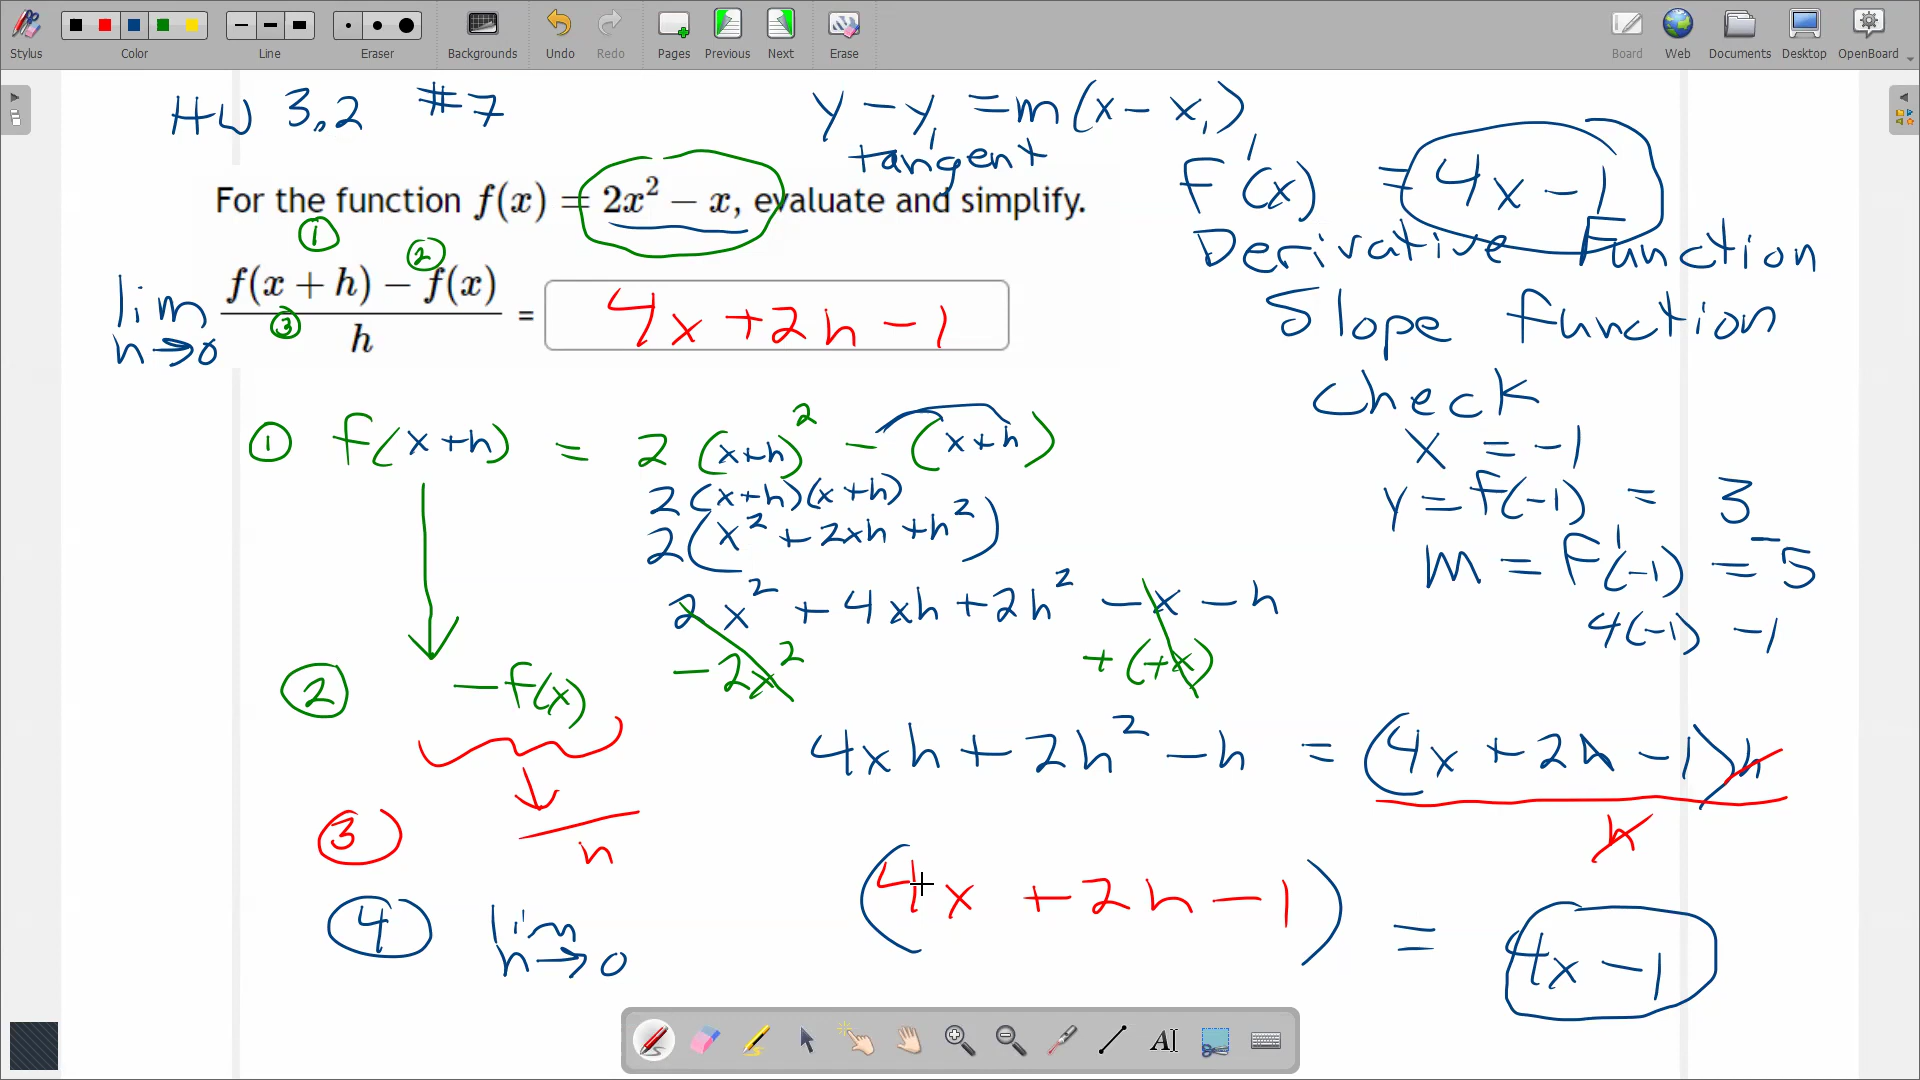 Stylus Color Line Eraser Backgrounds Undo Redo Pages Previous Next Erase Board Web Documents Desktop OpenBoard
HW 3.2 #7
y - y₁ = m(x - x₁)
tangent
For the function f(x) = 2x² − x, evaluate and simplify.
① ②
lim h→0 (f(x + h) − f(x)) / h = 4x + 2h - 1
③
f'(x) = 4x - 1
Derivative Function
Slope function
check
x = -1
y = f(-1) = 3
m = f'(-1) = -5
4(-1) - 1
① f(x+h) = 2(x+h)² - (x+h)
2(x+h)(x+h)
2(x² + 2xh + h²)
2x² + 4xh + 2h² - x - h
② -f(x) -2x² + (+x)
4xh + 2h² - h = (4x + 2h - 1)h
h
③ h
④ lim h→0 (4x + 2h - 1) = 4x - 1